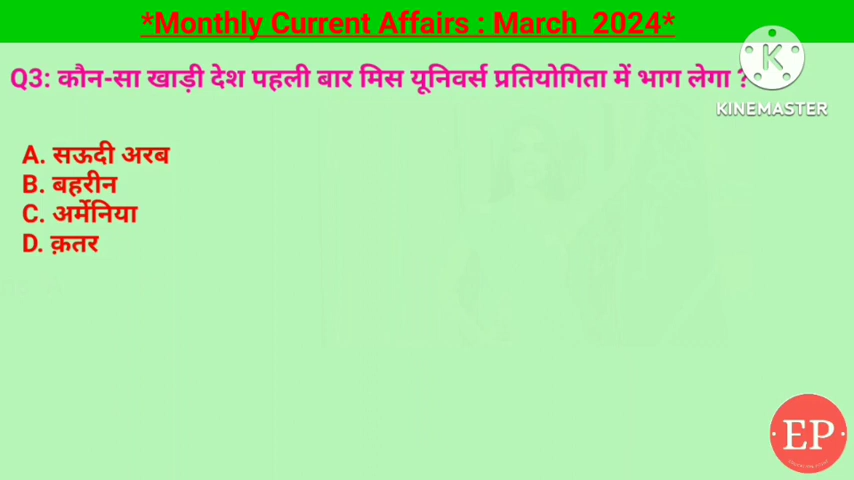 *Monthly Current Affairs : March 2024*
Q3: कौन-सा खाड़ी देश पहली बार मिस यूनिवर्स प्रतियोगिता में भाग लेगा ?
KINEMASTER
A. सऊदी अरब
B. बहरीन
C. अर्मेनिया
D. क़तर
EP